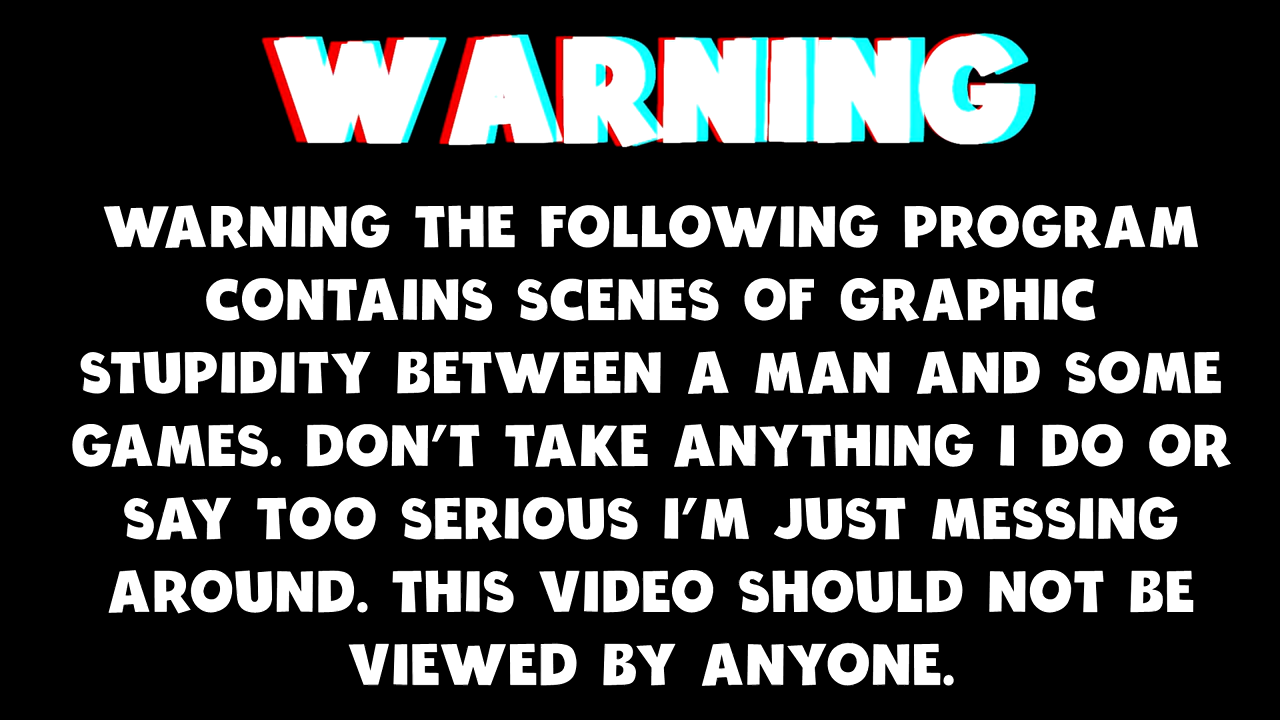 WARNING
WARNING THE FOLLOWING PROGRAM
CONTAINS SCENES OF GRAPHIC
STUPIDITY BETWEEN A MAN AND SOME
GAMES. DON'T TAKE ANYTHING I DO OR
SAY TOO SERIOUS I'M JUST MESSING
AROUND. THIS VIDEO SHOULD NOT BE
VIEWED BY ANYONE.